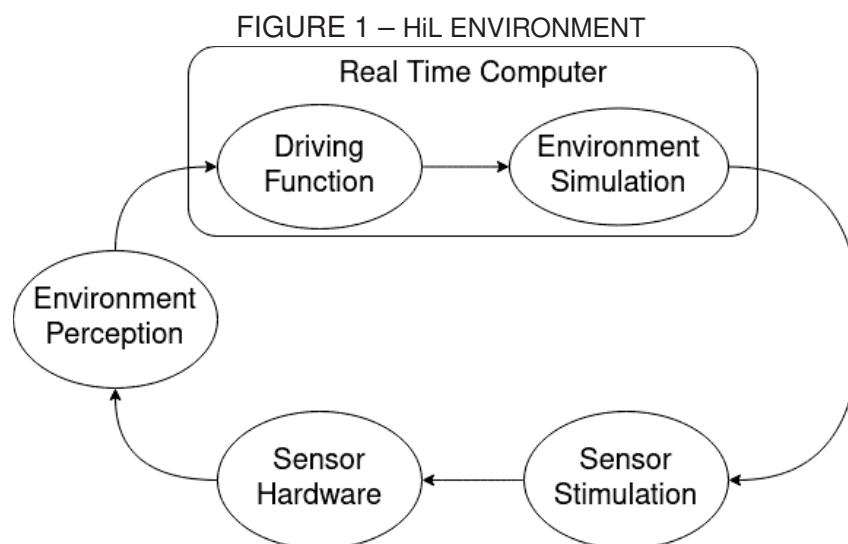 FIGURE 1 – HiL ENVIRONMENT
Real Time Computer
Driving
Function
Environment
Simulation
Environment
Perception
Sensor
Hardware
Sensor
Stimulation